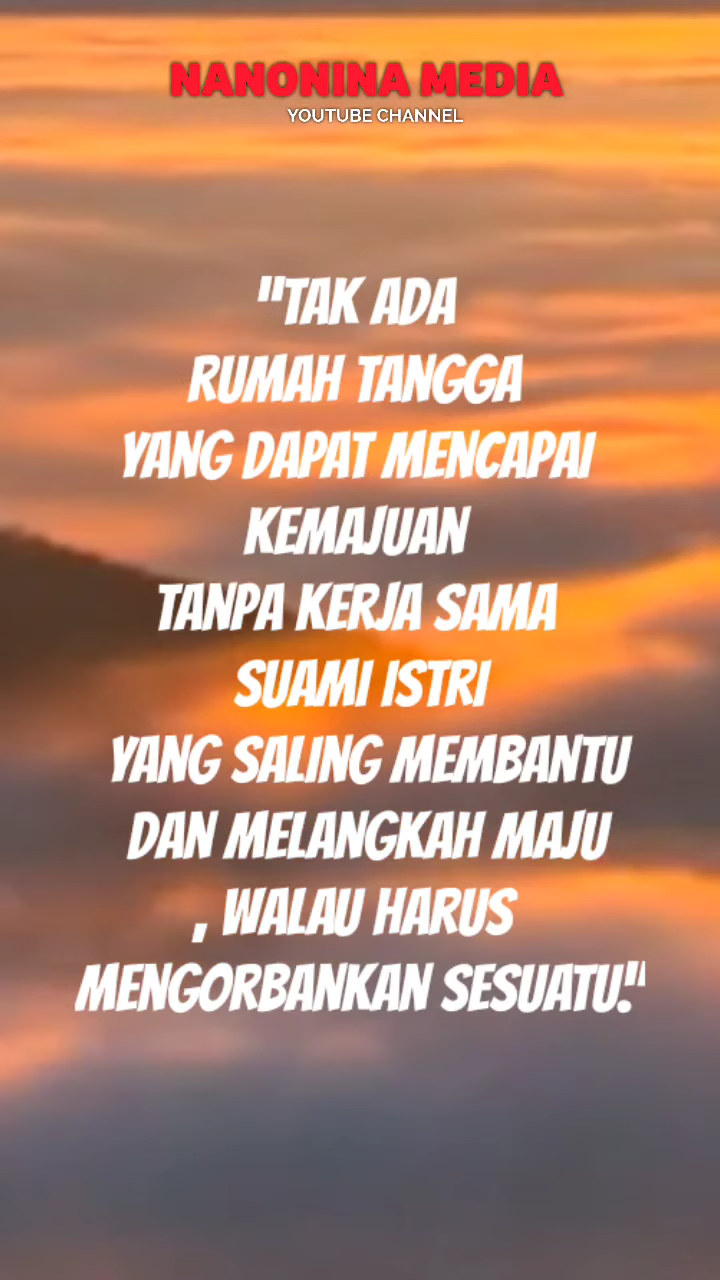 NANONINA MEDIA
YOUTUBE CHANNEL
"TAK ADA
RUMAH TANGGA
YANG DAPAT MENCAPAI
KEMAJUAN
TANPA KERJA SAMA
SUAMI ISTRI
YANG SALING MEMBANTU
DAN MELANGKAH MAJU
, WALAU HARUS
MENGORBANKAN SESUATU."